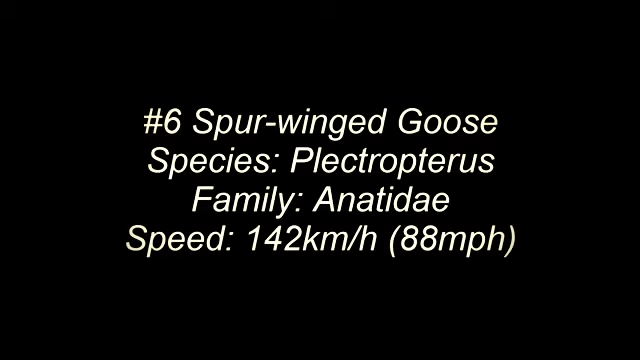 #6 Spur-winged Goose
Species: Plectropterus
Family: Anatidae
Speed: 142km/h (88mph)